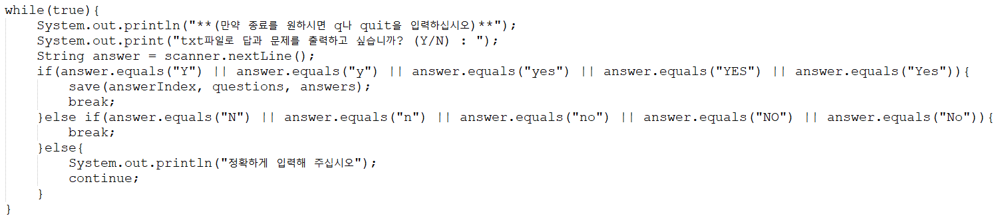 while(true){
System.out.println("**(만약 종료를 원하시면 q나 quit을 입력하십시오)**");
System.out.print("txt파일로 답과 문제를 출력하고 싶습니까? (Y/N) : ");
String answer = scanner.nextLine();
if(answer.equals("Y") || answer.equals("y") || answer.equals("yes") || answer.equals("YES") || answer.equals("Yes")){
save(answerIndex, questions, answers);
break;
}else if(answer.equals("N") || answer.equals("n") || answer.equals("no") || answer.equals("NO") || answer.equals("No")){
break;
}else{
System.out.println("정확하게 입력해 주십시오");
continue;
}
}